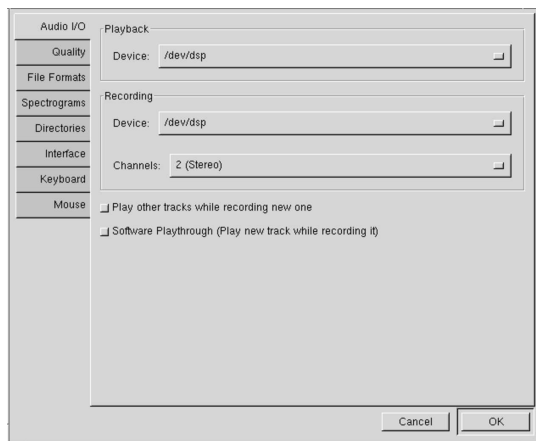 Audio I/O
Quality
File Formats
Spectrograms
Directories
Interface
Keyboard
Mouse
Playback
Device: /dev/dsp
Recording
Device: /dev/dsp
Channels: 2 (Stereo)
Play other tracks while recording new one
Software Playthrough (Play new track while recording it)
Cancel OK